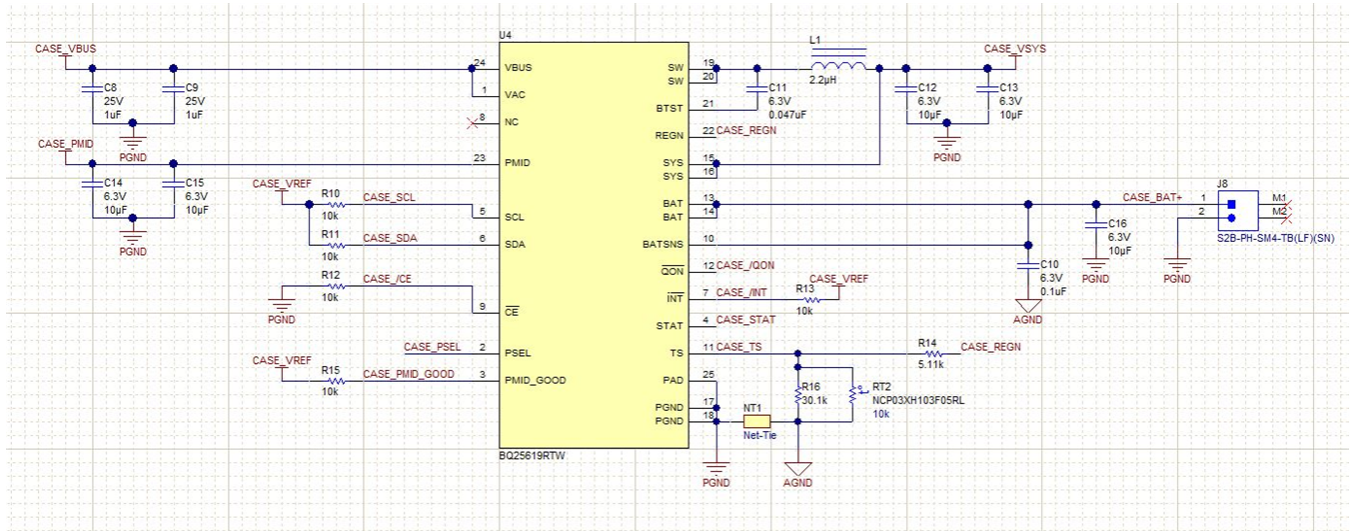 U4
CASE_VBUS
C8
25V
1uF
C9
25V
1uF
PGND
24 VBUS
1 VAC
8 NC
CASE_PMID
23 PMID
C14
6.3V
10µF
C15
6.3V
10µF
PGND
CASE_VREF
R10
10k
CASE_SCL
5 SCL
R11
10k
CASE_SDA
6 SDA
R12
10k
CASE_/CE
9 CE
PGND
CASE_PSEL
2 PSEL
CASE_VREF
R15
10k
CASE_PMID_GOOD
3 PMID_GOOD
BQ25619RTW
SW 19
SW 20
BTST 21
REGN 22 CASE_REGN
SYS 15
SYS 16
BAT 13
BAT 14
BATSNS 10
QON 12 CASE_/QON
INT 7 CASE_/INT
STAT 4 CASE_STAT
TS 11 CASE_TS
PAD 25
PGND 17
PGND 18
L1
2.2µH
C11
6.3V
0.047uF
CASE_VSYS
C12
6.3V
10µF
C13
6.3V
10µF
PGND
CASE_BAT+
C16
6.3V
10µF
PGND
C10
6.3V
0.1uF
AGND
J8
1
2
M1
M2
S2B-PH-SM4-TB(LF)(SN)
PGND
R13
10k
CASE_VREF
R14
5.11k
CASE_REGN
R16
30.1k
RT2
NCP03XH103F05RL
10k
NT1
Net-Tie
PGND
AGND